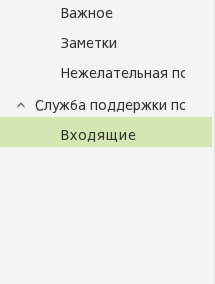 Важное
Заметки
Нежелательная по
Служба поддержки по
Входящие